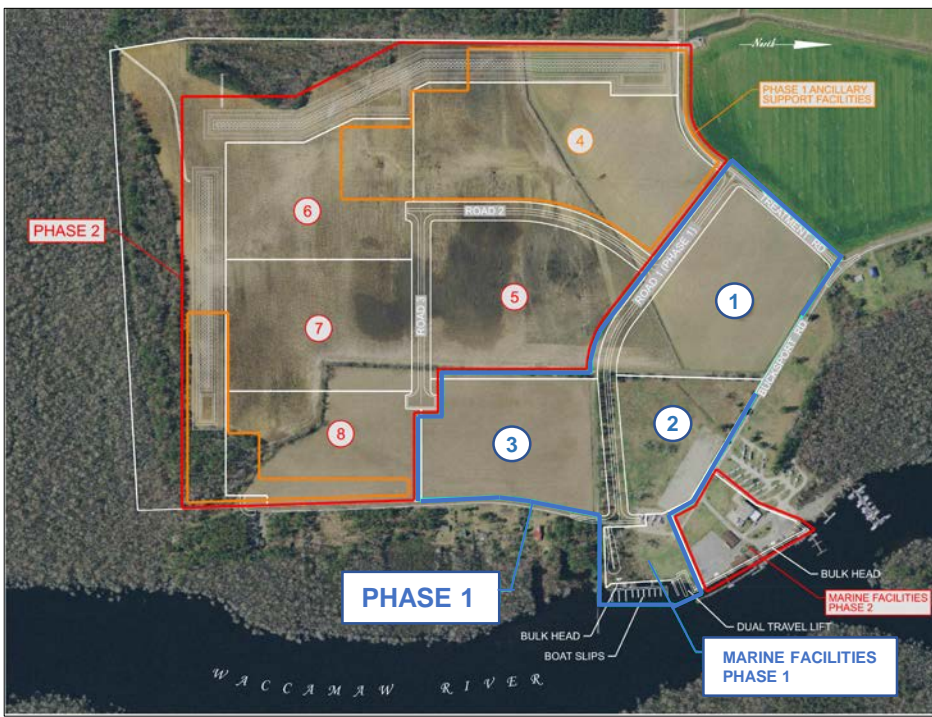 North
PHASE 1 ANCILLARY
SUPPORT FACILITIES
4
TREATMENT RD
6
ROAD 2
PHASE 2
ROAD 1 (PHASE 1)
5
1
ROAD 3
7
BUCKSPORT RD
8
3
2
BULK HEAD
PHASE 1
MARINE FACILITIES
PHASE 2
DUAL TRAVEL LIFT
BULK HEAD
BOAT SLIPS
MARINE FACILITIES
PHASE 1
WACCAMAW RIVER